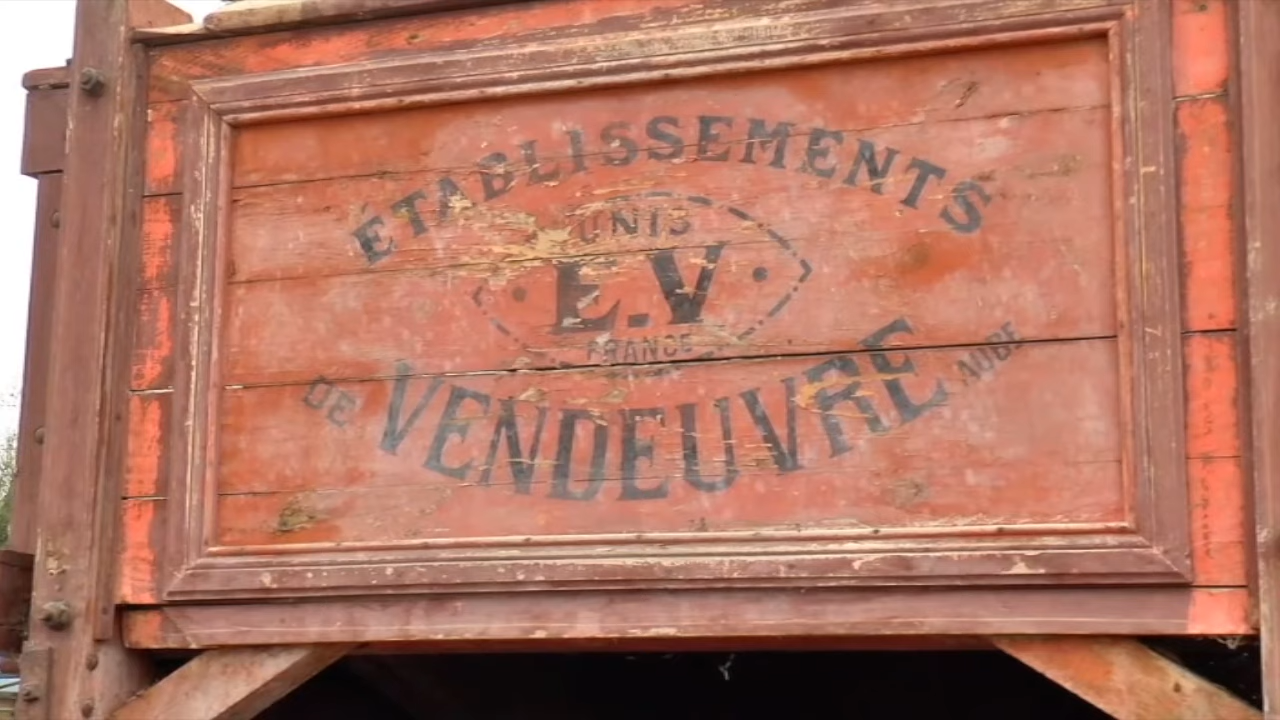 ÉTABLISSEMENTS
UNIS
E.V
FRANCE
DE VENDEUVRE AUBE